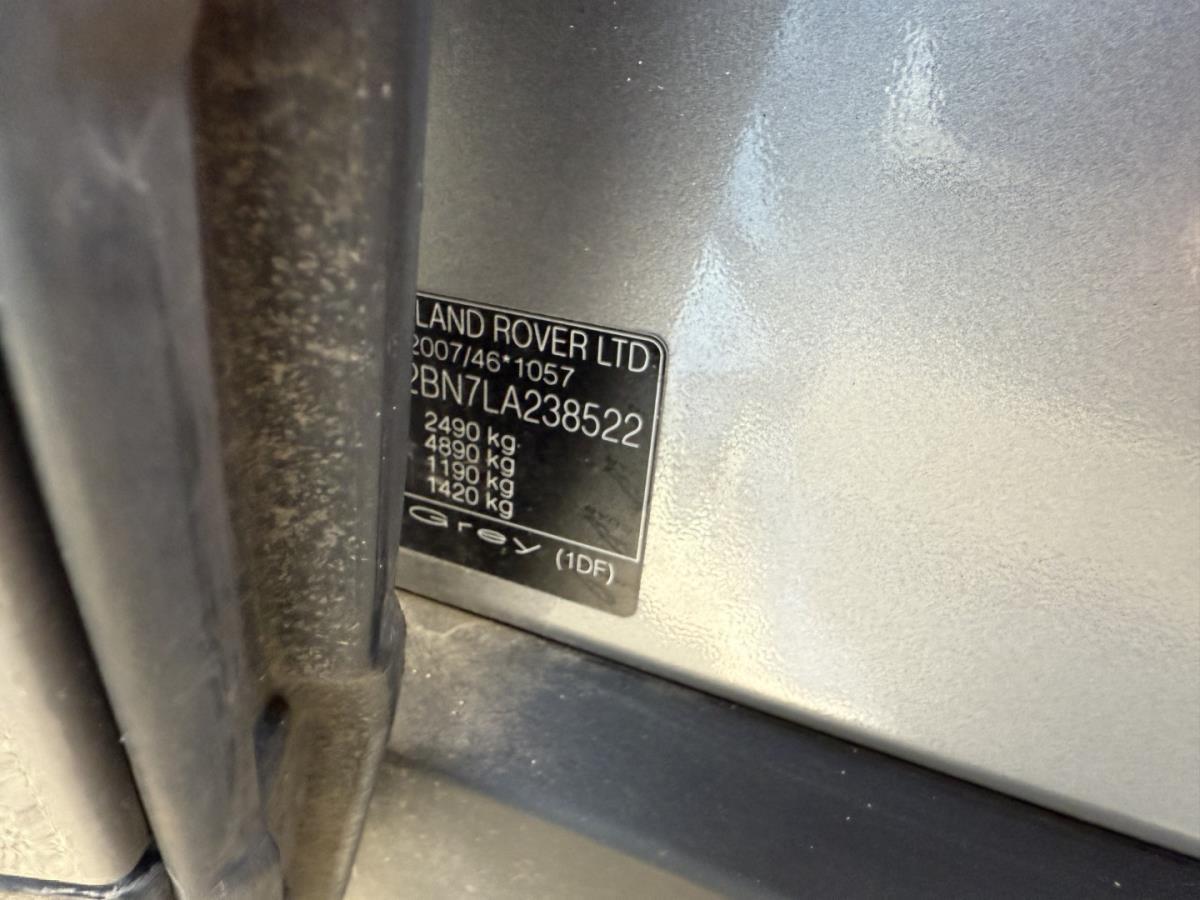 LAND ROVER LTD
2007/46*1057
2BN7LA238522
2490 kg
4890 kg
1190 kg
1420 kg
Grey (1DF)